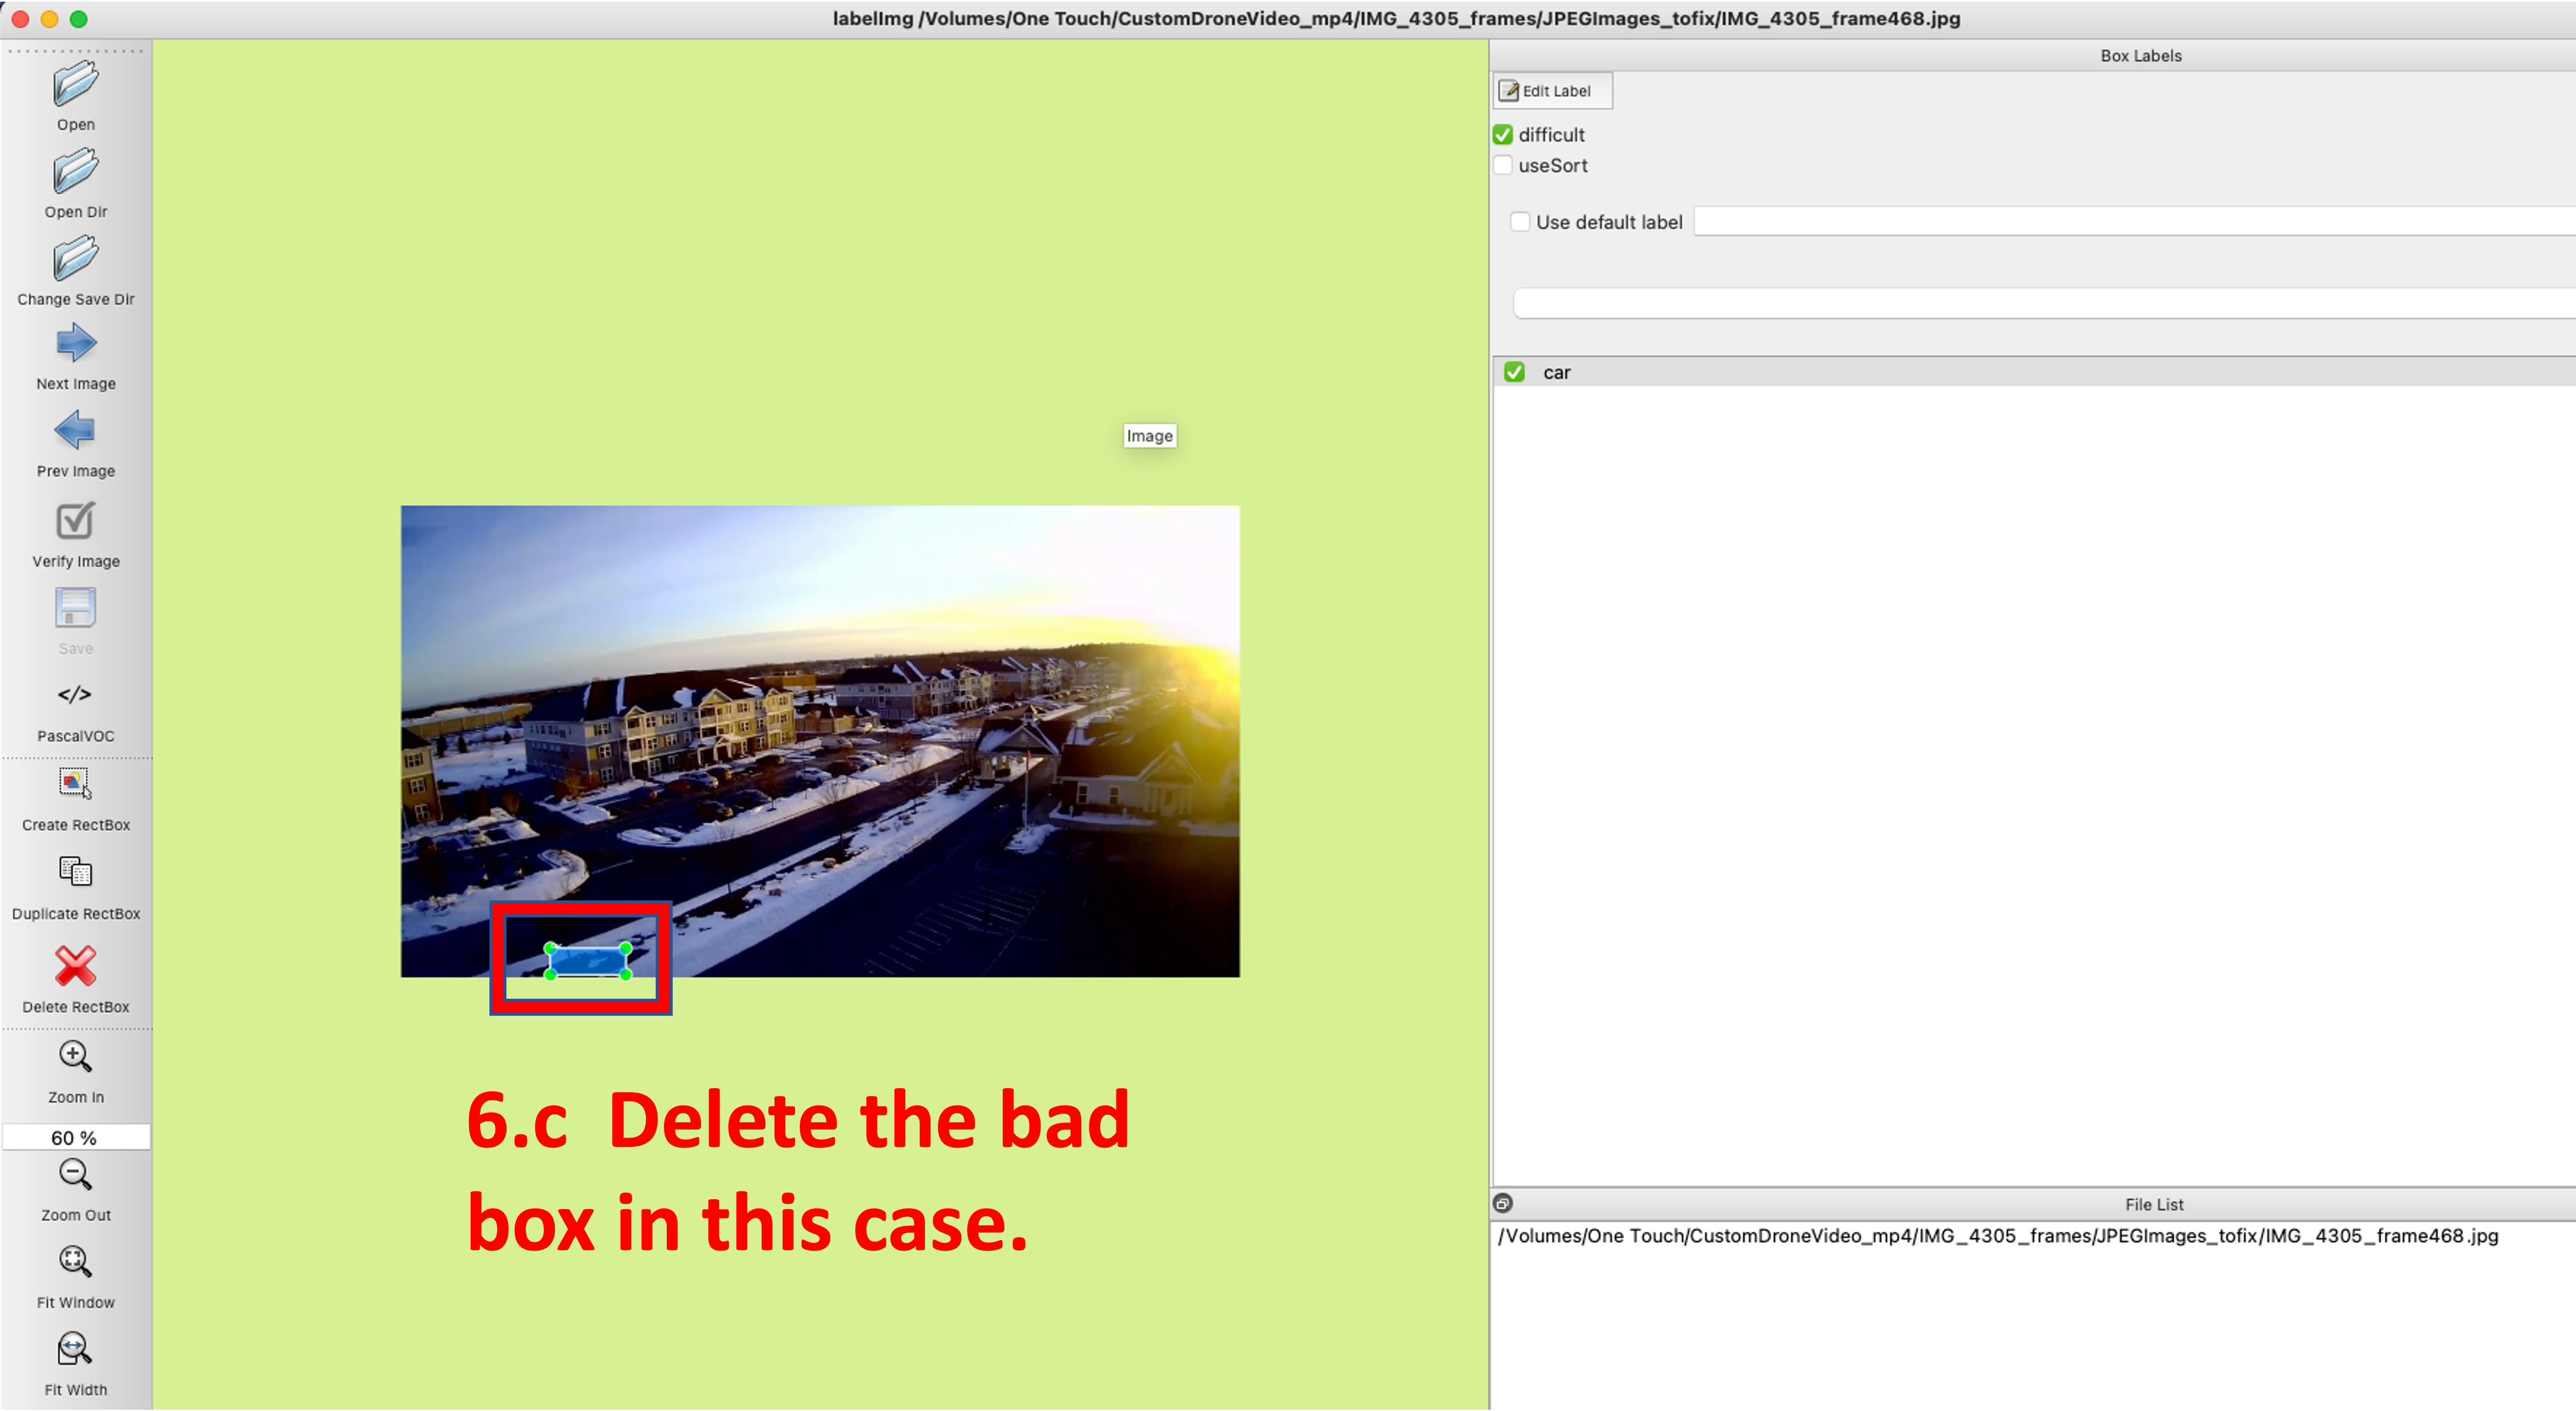 labelImg /Volumes/One Touch/CustomDroneVideo_mp4/IMG_4305_frames/JPEGImages_tofix/IMG_4305_frame468.jpg
Open
Open Dir
Change Save Dir
Next Image
Prev Image
Verify Image
Save
</>
PascalVOC
Create RectBox
Duplicate RectBox
Delete RectBox
Zoom In
60 %
Zoom Out
Fit Window
Fit Width
Image
6.c Delete the bad
box in this case.
Box Labels
Edit Label
difficult
useSort
Use default label
car
File List
/Volumes/One Touch/CustomDroneVideo_mp4/IMG_4305_frames/JPEGImages_tofix/IMG_4305_frame468.jpg